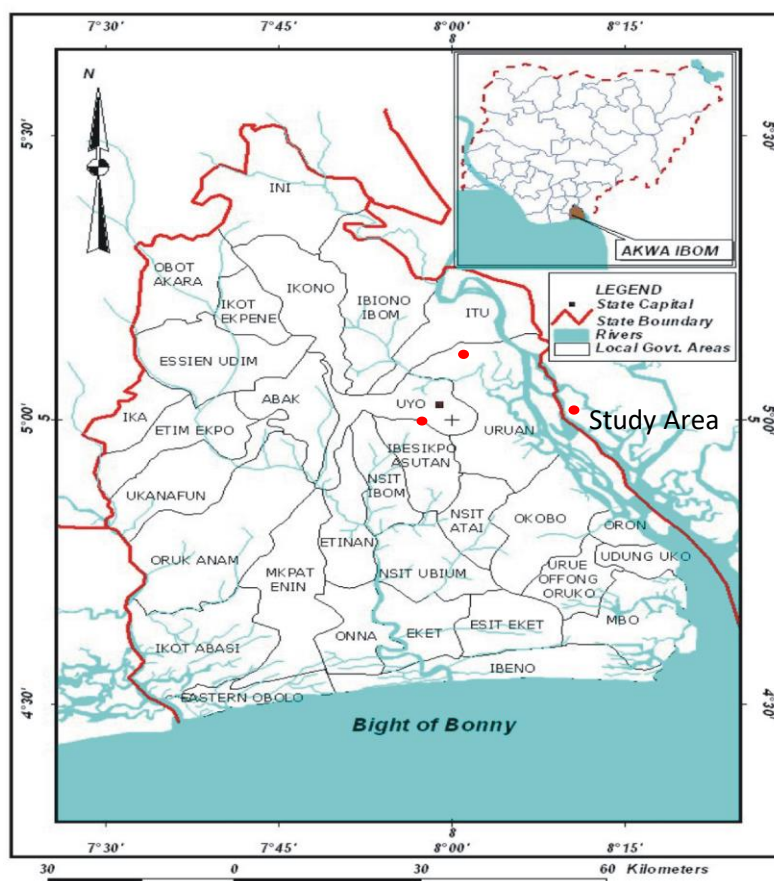 7°30' 7°45' 8°00' 8°15'
8
N
5°30'
5°30'
INI
AKWA IBOM
OBOT
AKARA
IKOT
EKPENE
IKONO
IBIONO
IBOM
ITU
LEGEND
State Capital
State Boundary
Rivers
Local Govt. Areas
ESSIEN UDIM
ABAK
UYO
IKA
5°00'
5
ETIM EKPO
URUAN
Study Area
5
5°00'
IBESIKPO
ASUTAN
NSIT
IBOM
UKANAFUN
NSIT
ATAI
OKOBO
ORON
ETINAN
UDUNG UKO
ORUK ANAM
MKPAT
ENIN
NSIT UBIUM
URUE
OFFONG
ORUKO
MBO
IKOT ABASI
ONNA
EKET
ESIT EKET
IBENO
EASTERN OBOLO
4°30'
4°30'
Bight of Bonny
8
7°30' 7°45' 8°00' 8°15'
30 0 30 60 Kilometers